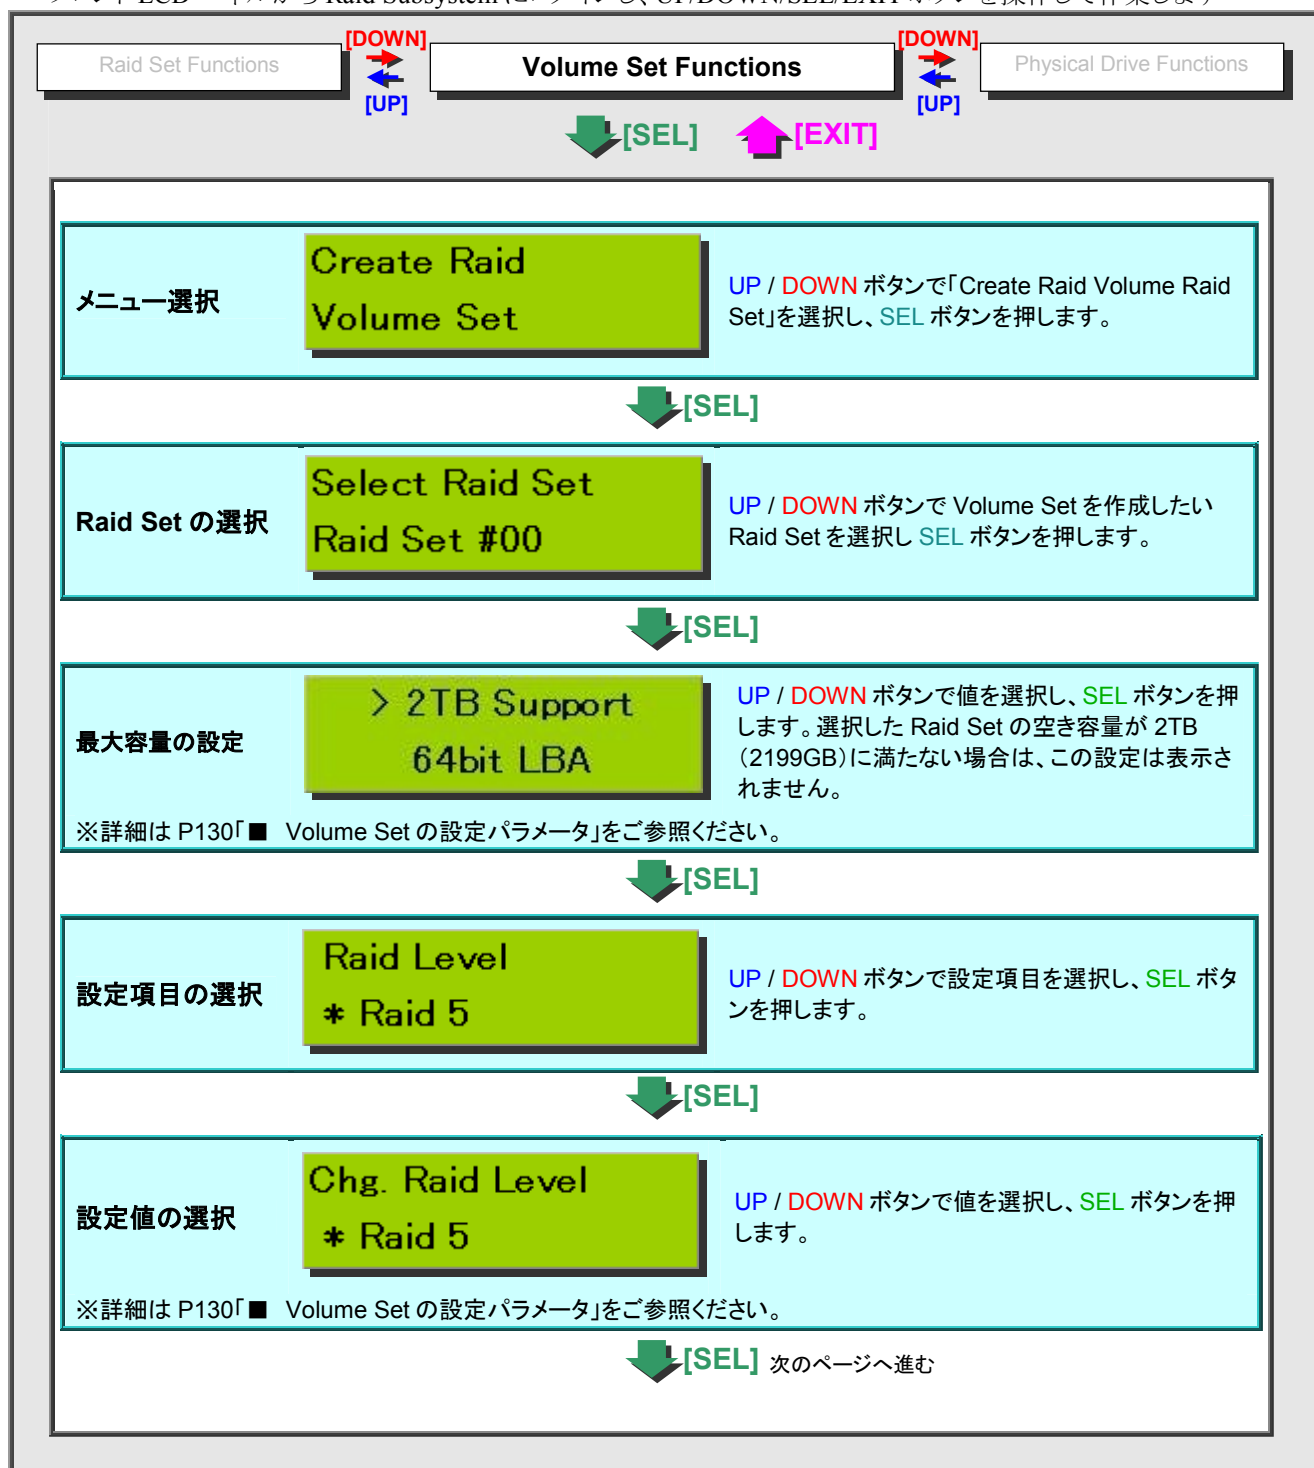 Raid Subsystem
[DOWN]
[DOWN]
Raid Set Functions
Volume Set Functions
Physical Drive Functions
[UP]
[UP]
[SEL]
[EXIT]
メニュー選択
Create Raid
Volume Set
UP / DOWN ボタンで「Create Raid Volume Raid
Set」を選択し、SEL ボタンを押します。
[SEL]
Raid Set の選択
Select Raid Set
Raid Set #00
UP / DOWN ボタンで Volume Set を作成したい
Raid Set を選択し SEL ボタンを押します。
[SEL]
最大容量の設定
> 2TB Support
64bit LBA
UP / DOWN ボタンで値を選択し、SEL ボタンを押
します。選択した Raid Set の空き容量が 2TB
（2199GB）に満たない場合は、この設定は表示さ
れません。
※詳細は P130「■　Volume Set の設定パラメータ」をご参照ください。
[SEL]
設定項目の選択
Raid Level
* Raid 5
UP / DOWN ボタンで設定項目を選択し、SEL ボタ
ンを押します。
[SEL]
設定値の選択
Chg. Raid Level
* Raid 5
UP / DOWN ボタンで値を選択し、SEL ボタンを押
します。
※詳細は P130「■　Volume Set の設定パラメータ」をご参照ください。
[SEL] 次のページへ進む